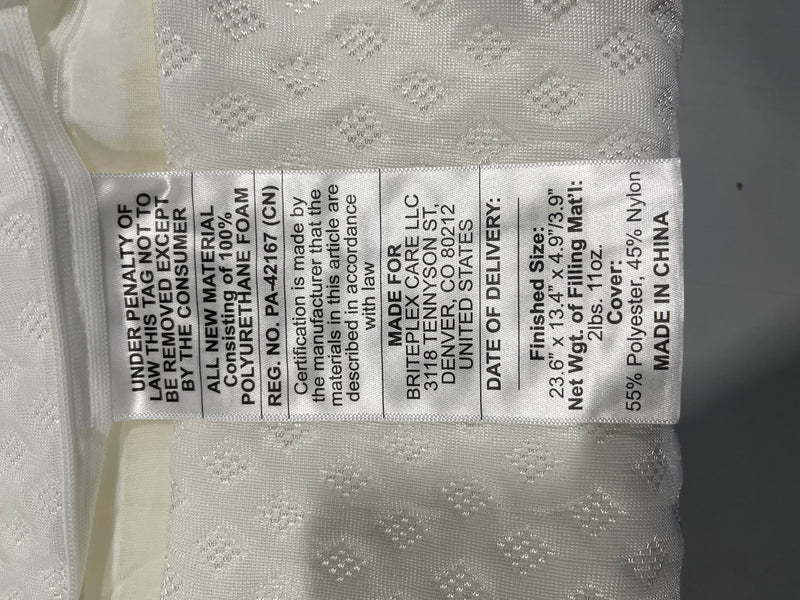 UNDER PENALTY OF
LAW THIS TAG NOT TO
BE REMOVED EXCEPT
BY THE CONSUMER
ALL NEW MATERIAL
Consisting of 100%
POLYURETHANE FOAM
REG. NO. PA-42167 (CN)
Certification is made by
the manufacturer that the
materials in this article are
described in accordance
with law
MADE FOR
BRITEPLEX CARE LLC
3118 TENNYSON ST,
DENVER, CO 80212
UNITED STATES
DATE OF DELIVERY:
Finished Size:
23.6" x 13.4" x 4.9"/3.9"
Net Wgt. of Filling Mat'l:
2lbs. 11oz.
Cover:
55% Polyester, 45% Nylon
MADE IN CHINA